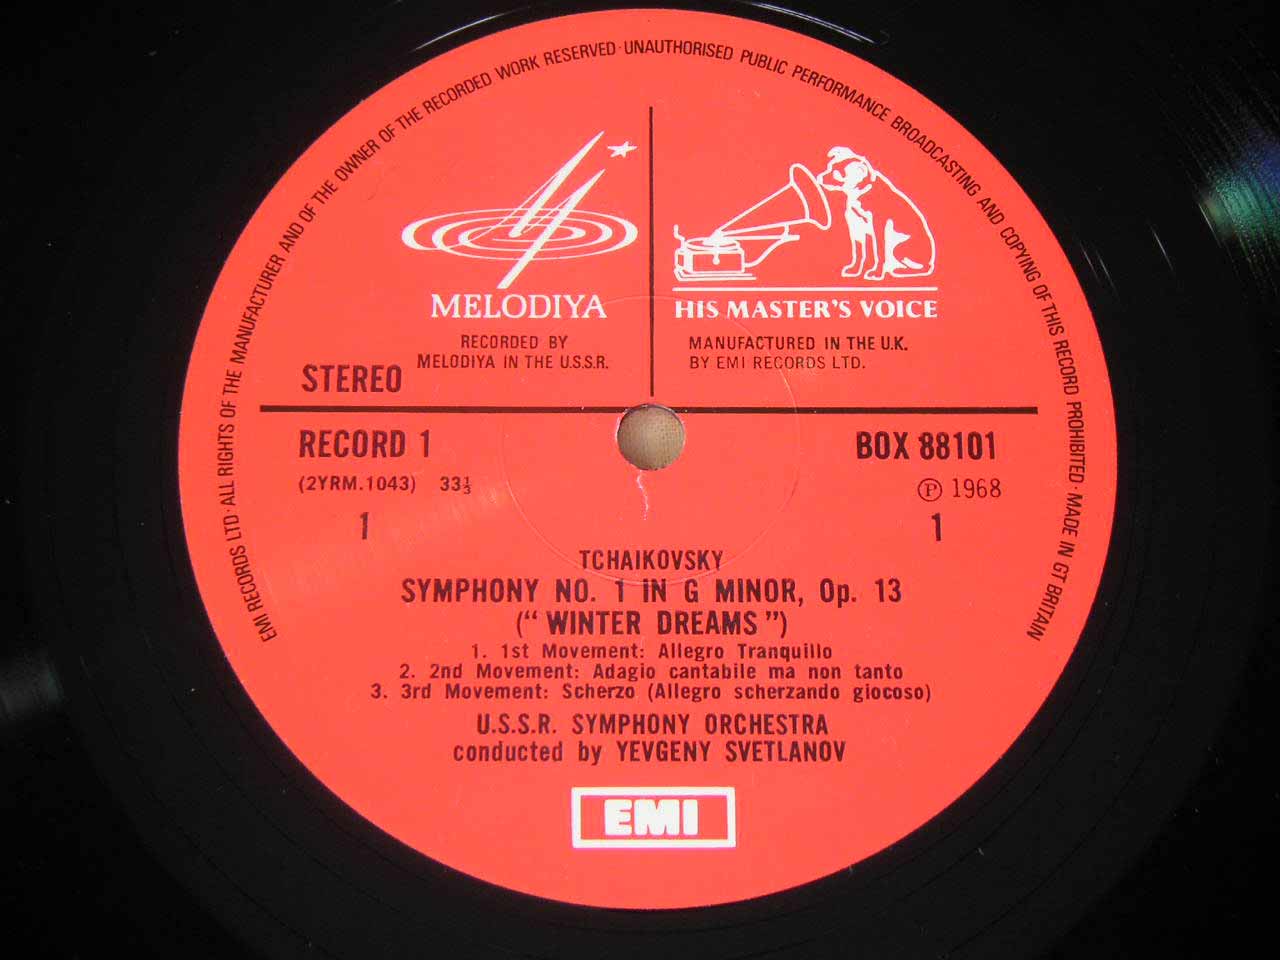 EMI RECORDS LTD · ALL RIGHTS OF THE MANUFACTURER AND OF THE OWNER OF THE RECORDED WORK RESERVED · UNAUTHORISED PUBLIC PERFORMANCE BROADCASTING AND COPYING OF THIS RECORD PROHIBITED · MADE IN GT BRITAIN
MELODIYA
HIS MASTER'S VOICE
RECORDED BY
MELODIYA IN THE U.S.S.R.
MANUFACTURED IN THE U.K.
BY EMI RECORDS LTD.
STEREO
RECORD 1
BOX 88101
(2YRM.1043) 33⅓
Ⓟ 1968
1
1
TCHAIKOVSKY
SYMPHONY NO. 1 IN G MINOR, Op. 13
("WINTER DREAMS")
1. 1st Movement: Allegro Tranquillo
2. 2nd Movement: Adagio cantabile ma non tanto
3. 3rd Movement: Scherzo (Allegro scherzando giocoso)
U.S.S.R. SYMPHONY ORCHESTRA
conducted by YEVGENY SVETLANOV
EMI